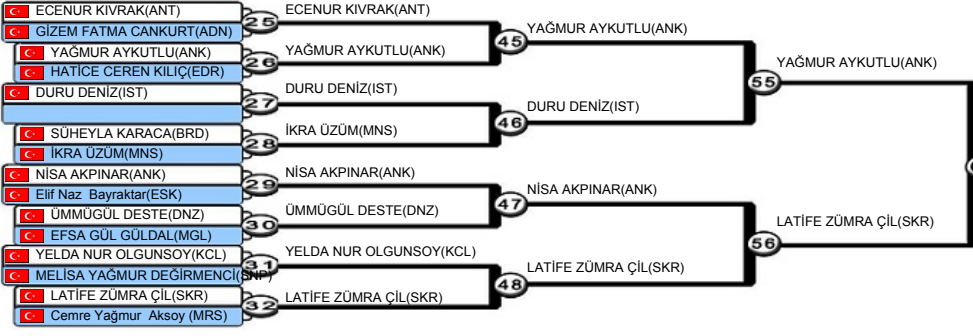 ECENUR KIVRAK(ANT)
GİZEM FATMA CANKURT(ADN)
25
ECENUR KIVRAK(ANT)
YAĞMUR AYKUTLU(ANK)
HATİCE CEREN KILIÇ(EDR)
26
YAĞMUR AYKUTLU(ANK)
45
YAĞMUR AYKUTLU(ANK)
DURU DENİZ(IST)
27
DURU DENİZ(IST)
SÜHEYLA KARACA(BRD)
İKRA ÜZÜM(MNS)
28
İKRA ÜZÜM(MNS)
46
DURU DENİZ(IST)
55
YAĞMUR AYKUTLU(ANK)
NİSA AKPINAR(ANK)
Elif Naz Bayraktar(ESK)
29
NİSA AKPINAR(ANK)
ÜMMÜGÜL DESTE(DNZ)
EFSA GÜL GÜLDAL(MGL)
30
ÜMMÜGÜL DESTE(DNZ)
47
NİSA AKPINAR(ANK)
YELDA NUR OLGUNSOY(KCL)
MELİSA YAĞMUR DEĞİRMENCİ(SNP)
31
YELDA NUR OLGUNSOY(KCL)
LATİFE ZÜMRA ÇİL(SKR)
Cemre Yağmur Aksoy (MRS)
32
LATİFE ZÜMRA ÇİL(SKR)
48
LATİFE ZÜMRA ÇİL(SKR)
56
LATİFE ZÜMRA ÇİL(SKR)